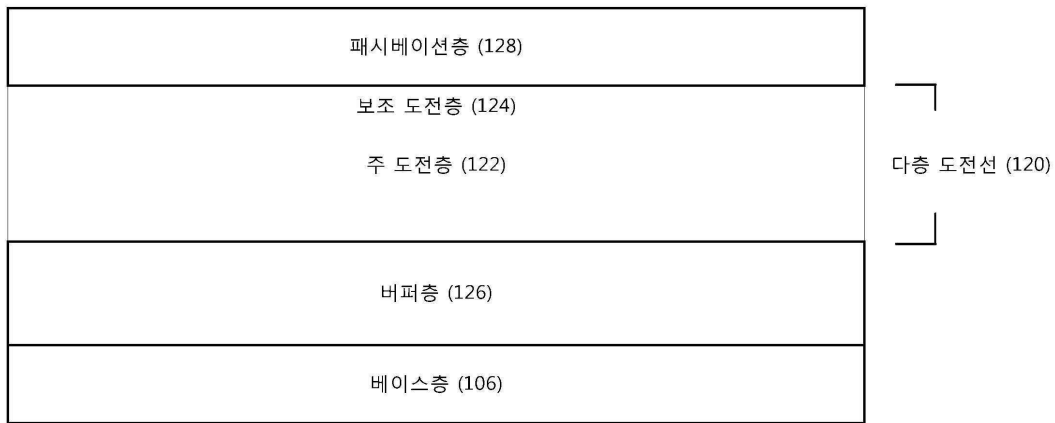 패시베이션층 (128)
보조 도전층 (124)
주 도전층 (122)
다층 도전선 (120)
버퍼층 (126)
베이스층 (106)